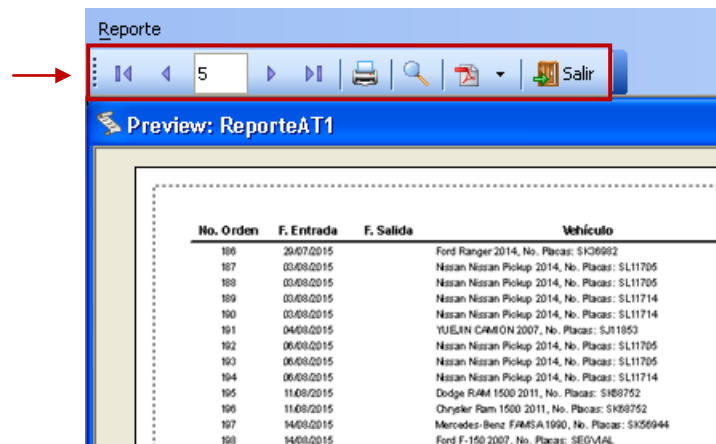 Reporte
5 Salir
Preview: ReporteAT1
No. Orden F. Entrada F. Salida Vehículo
186 29/07/2015 Ford Ranger 2014, No. Placas: SK36982
187 03/08/2015 Nissan Nissan Pickup 2014, No. Placas: SL11705
188 03/08/2015 Nissan Nissan Pickup 2014, No. Placas: SL11705
189 03/08/2015 Nissan Nissan Pickup 2014, No. Placas: SL11714
190 03/08/2015 Nissan Nissan Pickup 2014, No. Placas: SL11714
191 04/08/2015 YUEJIN CAMION 2007, No. Placas: SJ11853
192 06/08/2015 Nissan Nissan Pickup 2014, No. Placas: SL11705
193 06/08/2015 Nissan Nissan Pickup 2014, No. Placas: SL11705
194 06/08/2015 Nissan Nissan Pickup 2014, No. Placas: SL11714
195 11/08/2015 Dodge RAM 1500 2011, No. Placas: SK68752
196 11/08/2015 Chrysler Ram 1500 2011, No. Placas: SK68752
197 14/08/2015 Mercedes-Benz FAMSA 1990, No. Placas: SK56944
198 14/08/2015 Ford F-150 2007, No. Placas: SEGVIAL